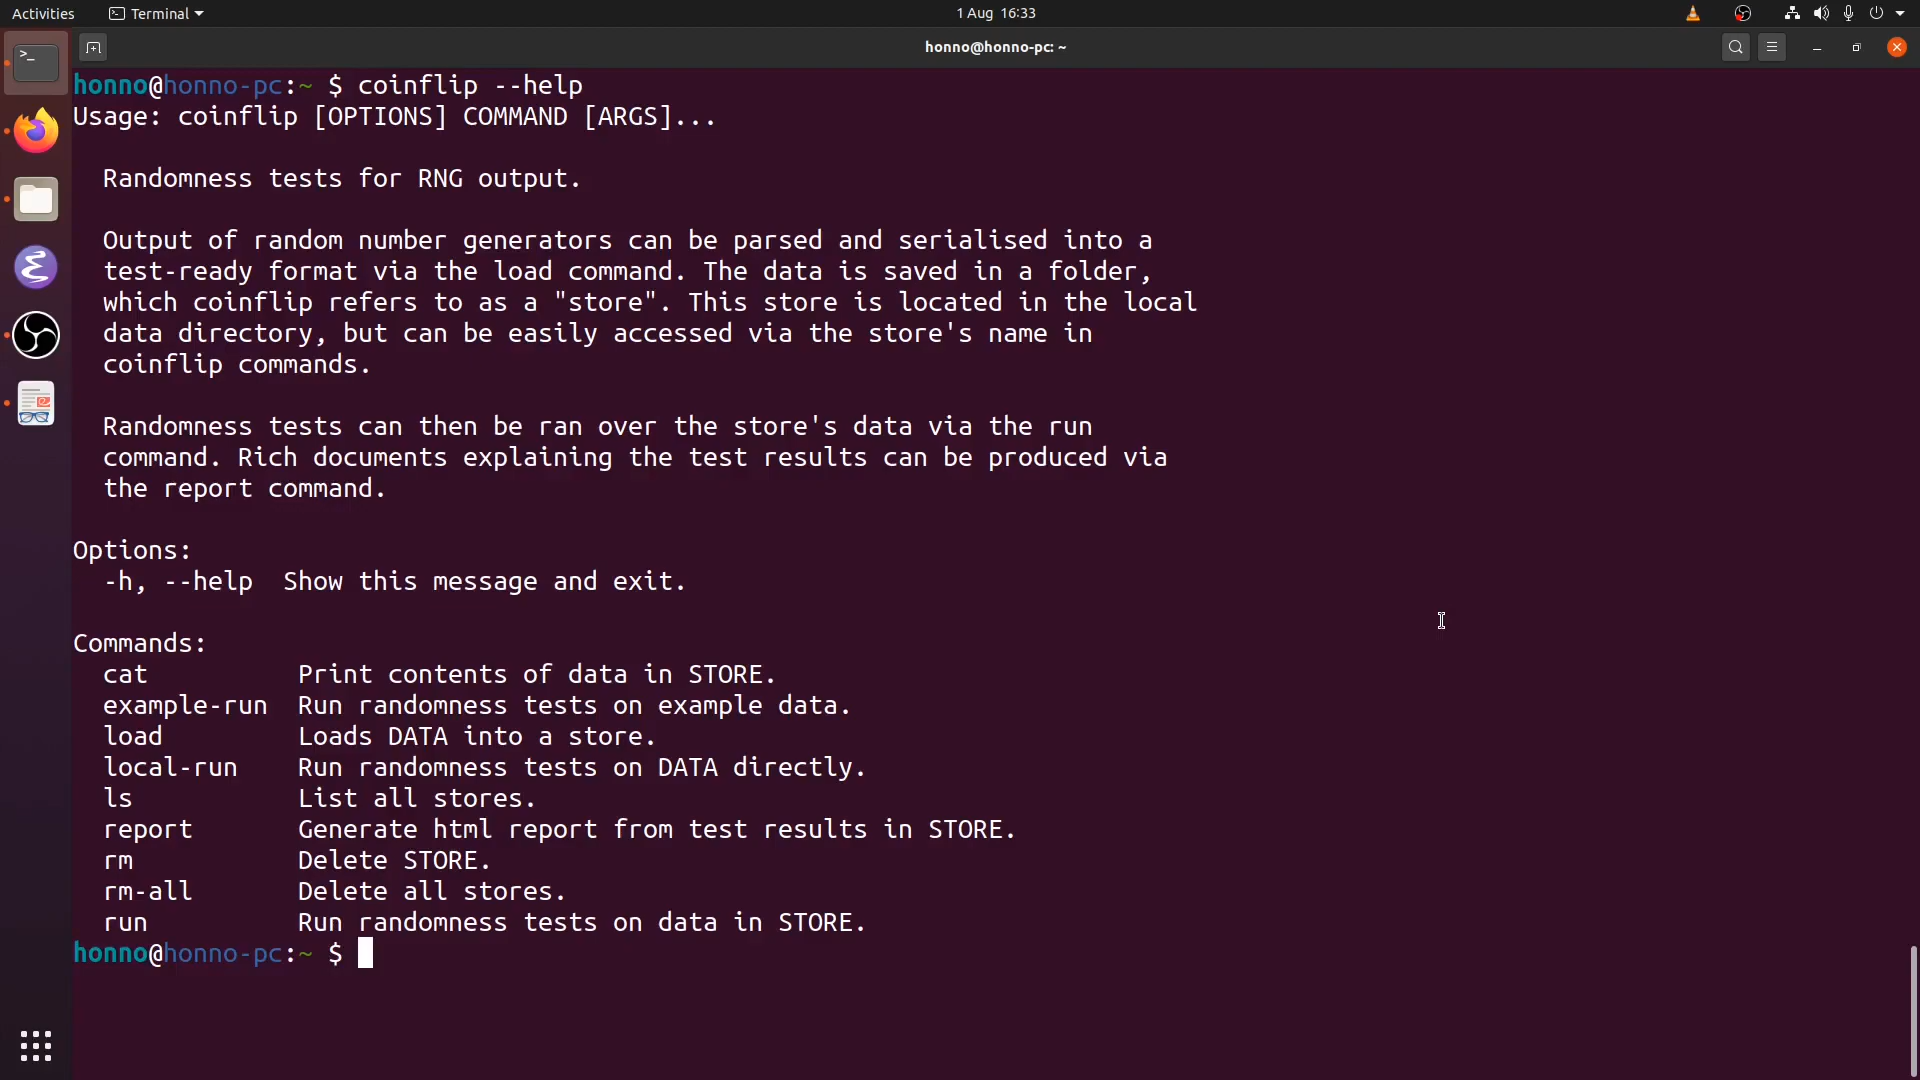 Activities
Terminal
1 Aug 16:33
honno@honno-pc: ~
honno@honno-pc:~ $ coinflip --help
Usage: coinflip [OPTIONS] COMMAND [ARGS]...
Randomness tests for RNG output.
Output of random number generators can be parsed and serialised into a
test-ready format via the load command. The data is saved in a folder,
which coinflip refers to as a "store". This store is located in the local
data directory, but can be easily accessed via the store's name in
coinflip commands.
Randomness tests can then be ran over the store's data via the run
command. Rich documents explaining the test results can be produced via
the report command.
Options:
-h, --help  Show this message and exit.
Commands:
cat          Print contents of data in STORE.
example-run  Run randomness tests on example data.
load         Loads DATA into a store.
local-run    Run randomness tests on DATA directly.
ls           List all stores.
report       Generate html report from test results in STORE.
rm           Delete STORE.
rm-all       Delete all stores.
run          Run randomness tests on data in STORE.
honno@honno-pc:~ $